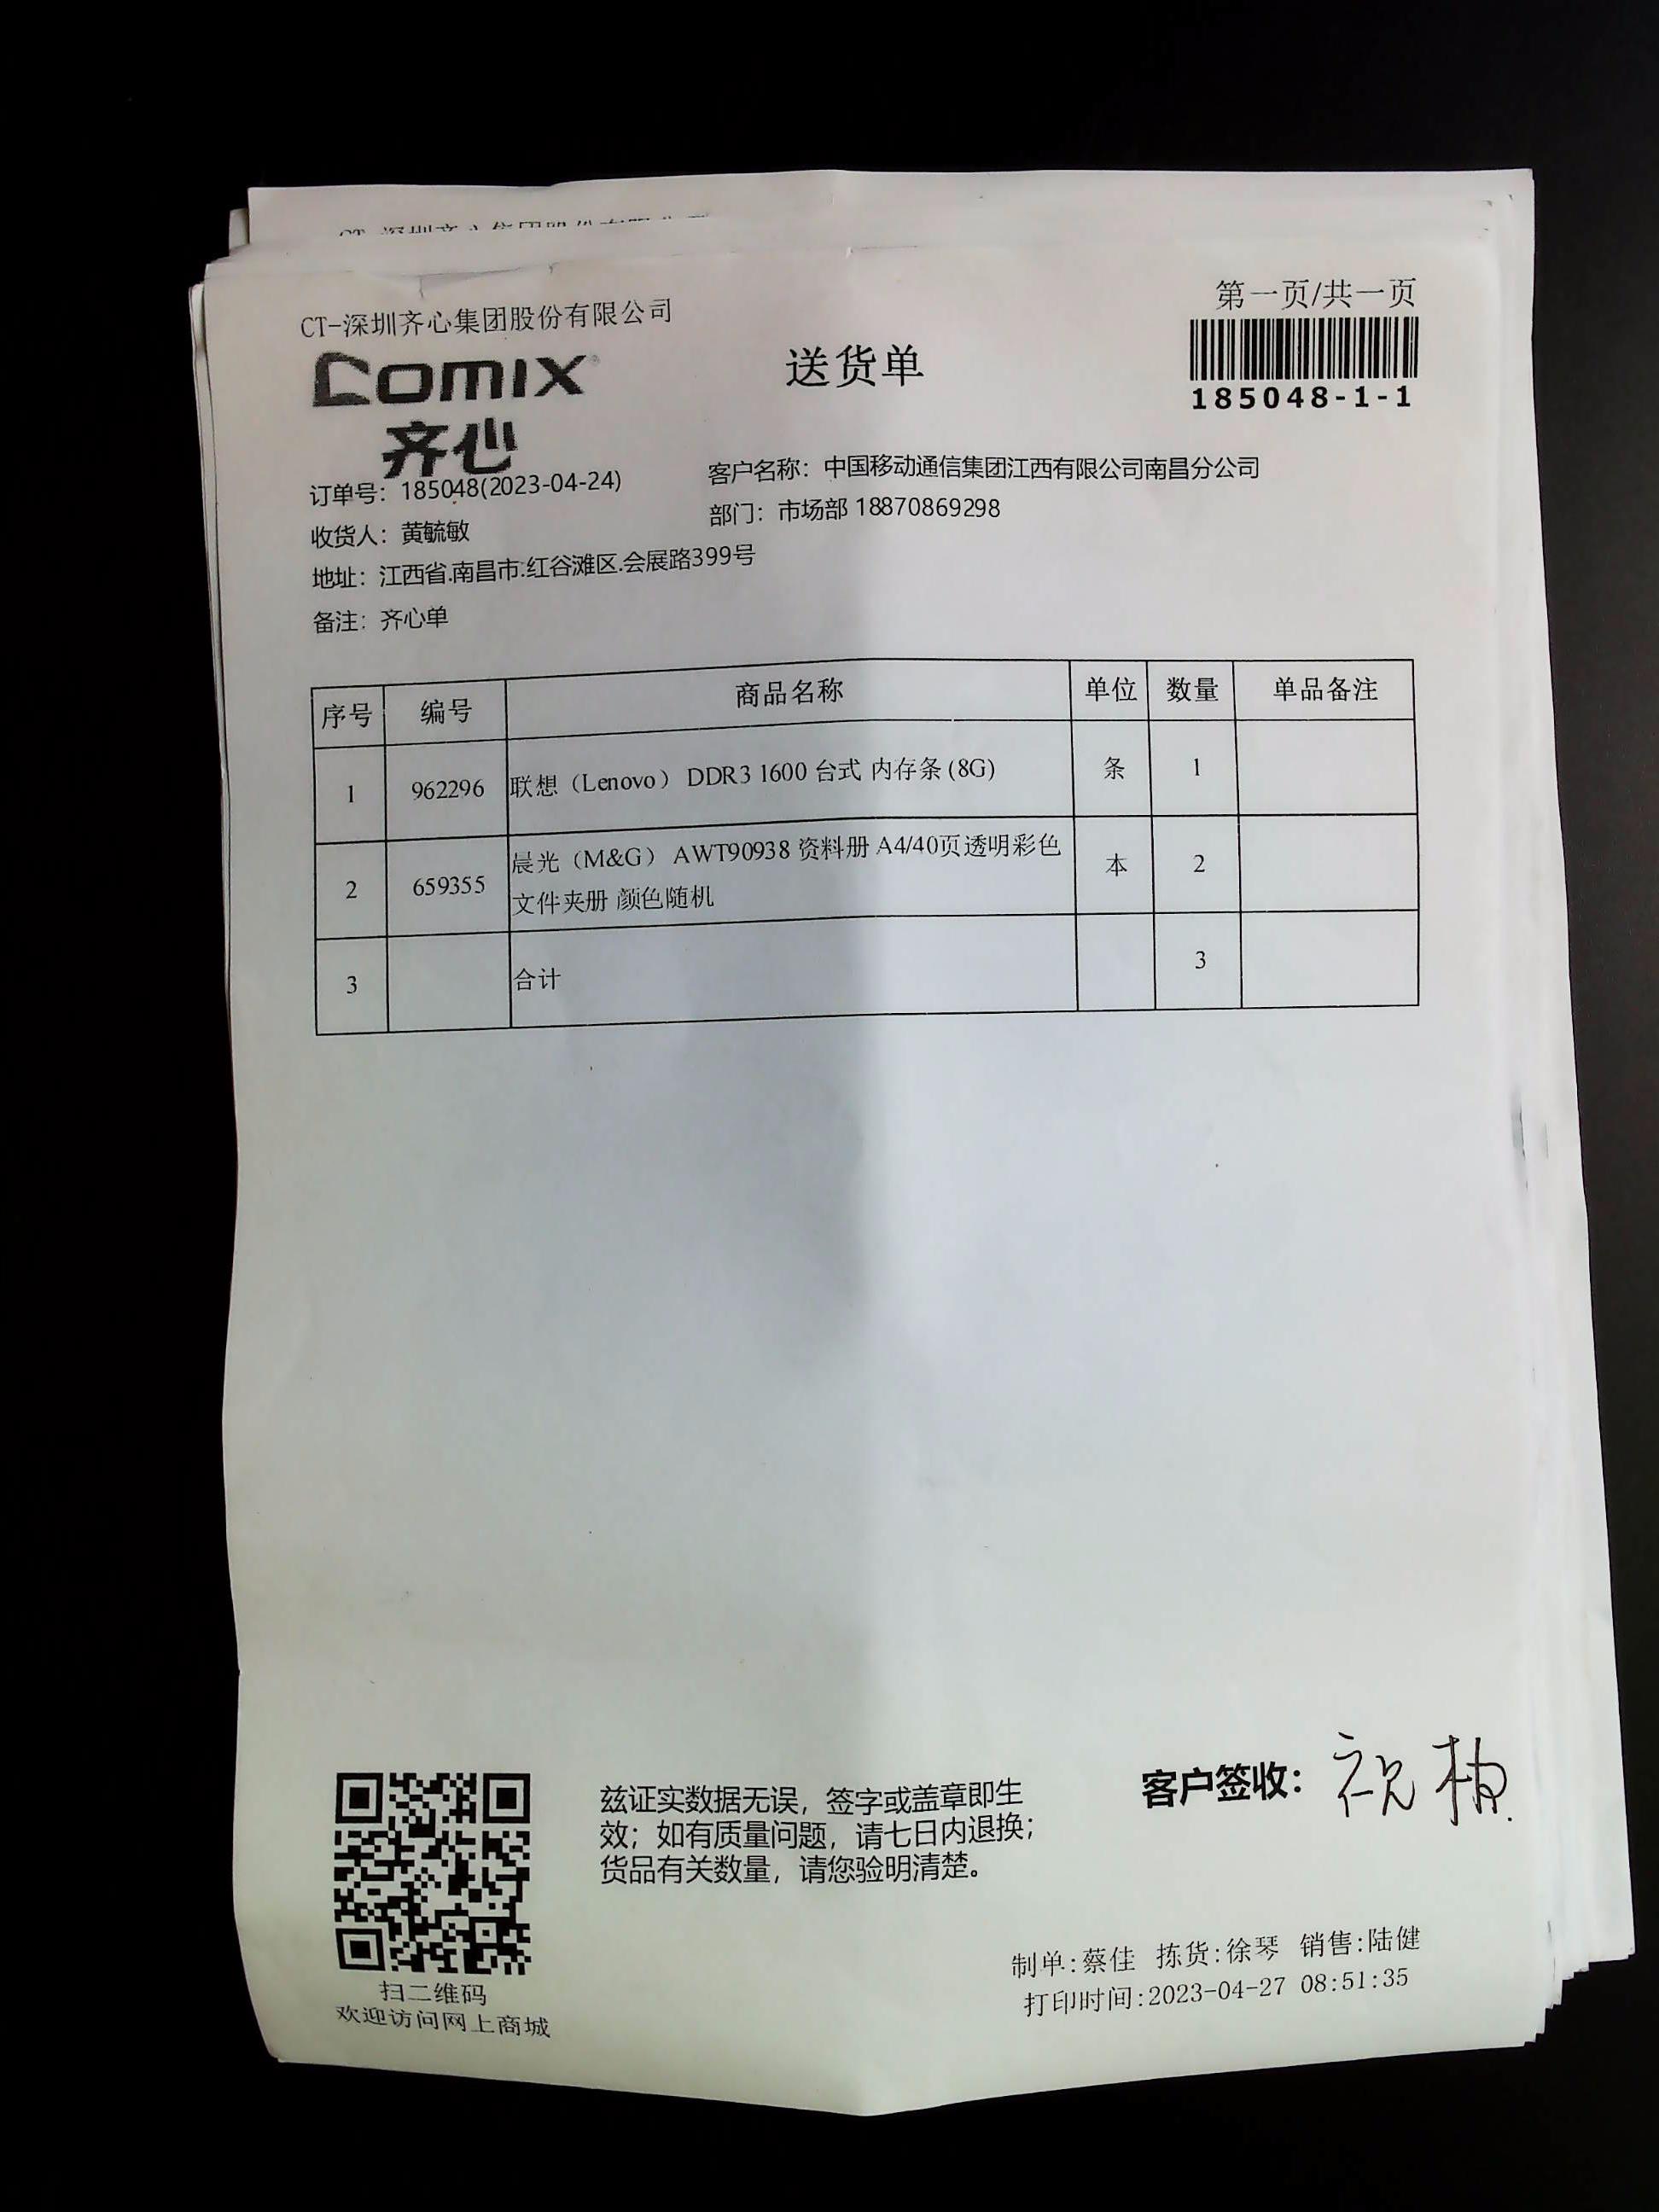 CT-深圳齐心集团股份有限公司
第一页/共一页
comix
齐心
送货单
185048-1-1
订单号：185048(2023-04-24)
客户名称：中国移动通信集团江西有限公司南昌分公司
收货人：黄毓敏
部门：市场部 18870869298
地址：江西省.南昌市.红谷滩区.会展路399号
备注：齐心单
序号 编号 商品名称 单位 数量 单品备注
1 962296 联想（Lenovo） DDR3 1600 台式 内存条 (8G) 条 1
2 659355 晨光（M&G） AWT90938 资料册 A4/40页透明彩色 本 2
文件夹册 颜色随机
3 合计 3
兹证实数据无误，签字或盖章即生
效；如有质量问题，请七日内退换；
货品有关数量，请您验明清楚。
客户签收：祝
扫二维码
欢迎访问网上商城
制单:蔡佳 拣货:徐琴 销售:陆健
打印时间:2023-04-27 08:51:35